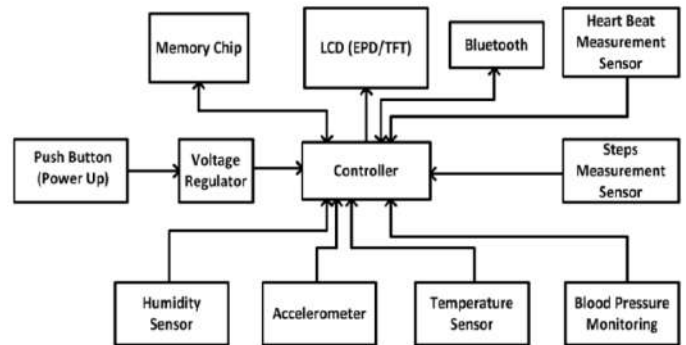 Memory Chip
LCD (EPD/TFT)
Bluetooth
Heart Beat
Measurement
Sensor
Push Button
(Power Up)
Voltage
Regulator
Controller
Steps
Measurement
Sensor
Humidity
Sensor
Accelerometer
Temperature
Sensor
Blood Pressure
Monitoring